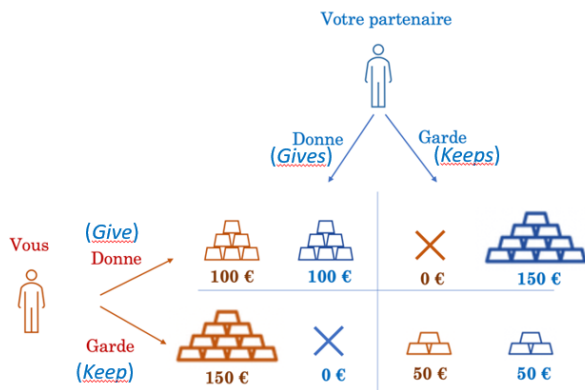 Votre partenaire
Donne
(Gives)
Garde
(Keeps)
Vous
(Give)
Donne
100 €
100 €
0 €
150 €
Garde
(Keep)
150 €
0 €
50 €
50 €